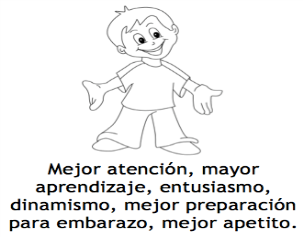 Mejor atención, mayor
aprendizaje, entusiasmo,
dinamismo, mejor preparación
para embarazo, mejor apetito.